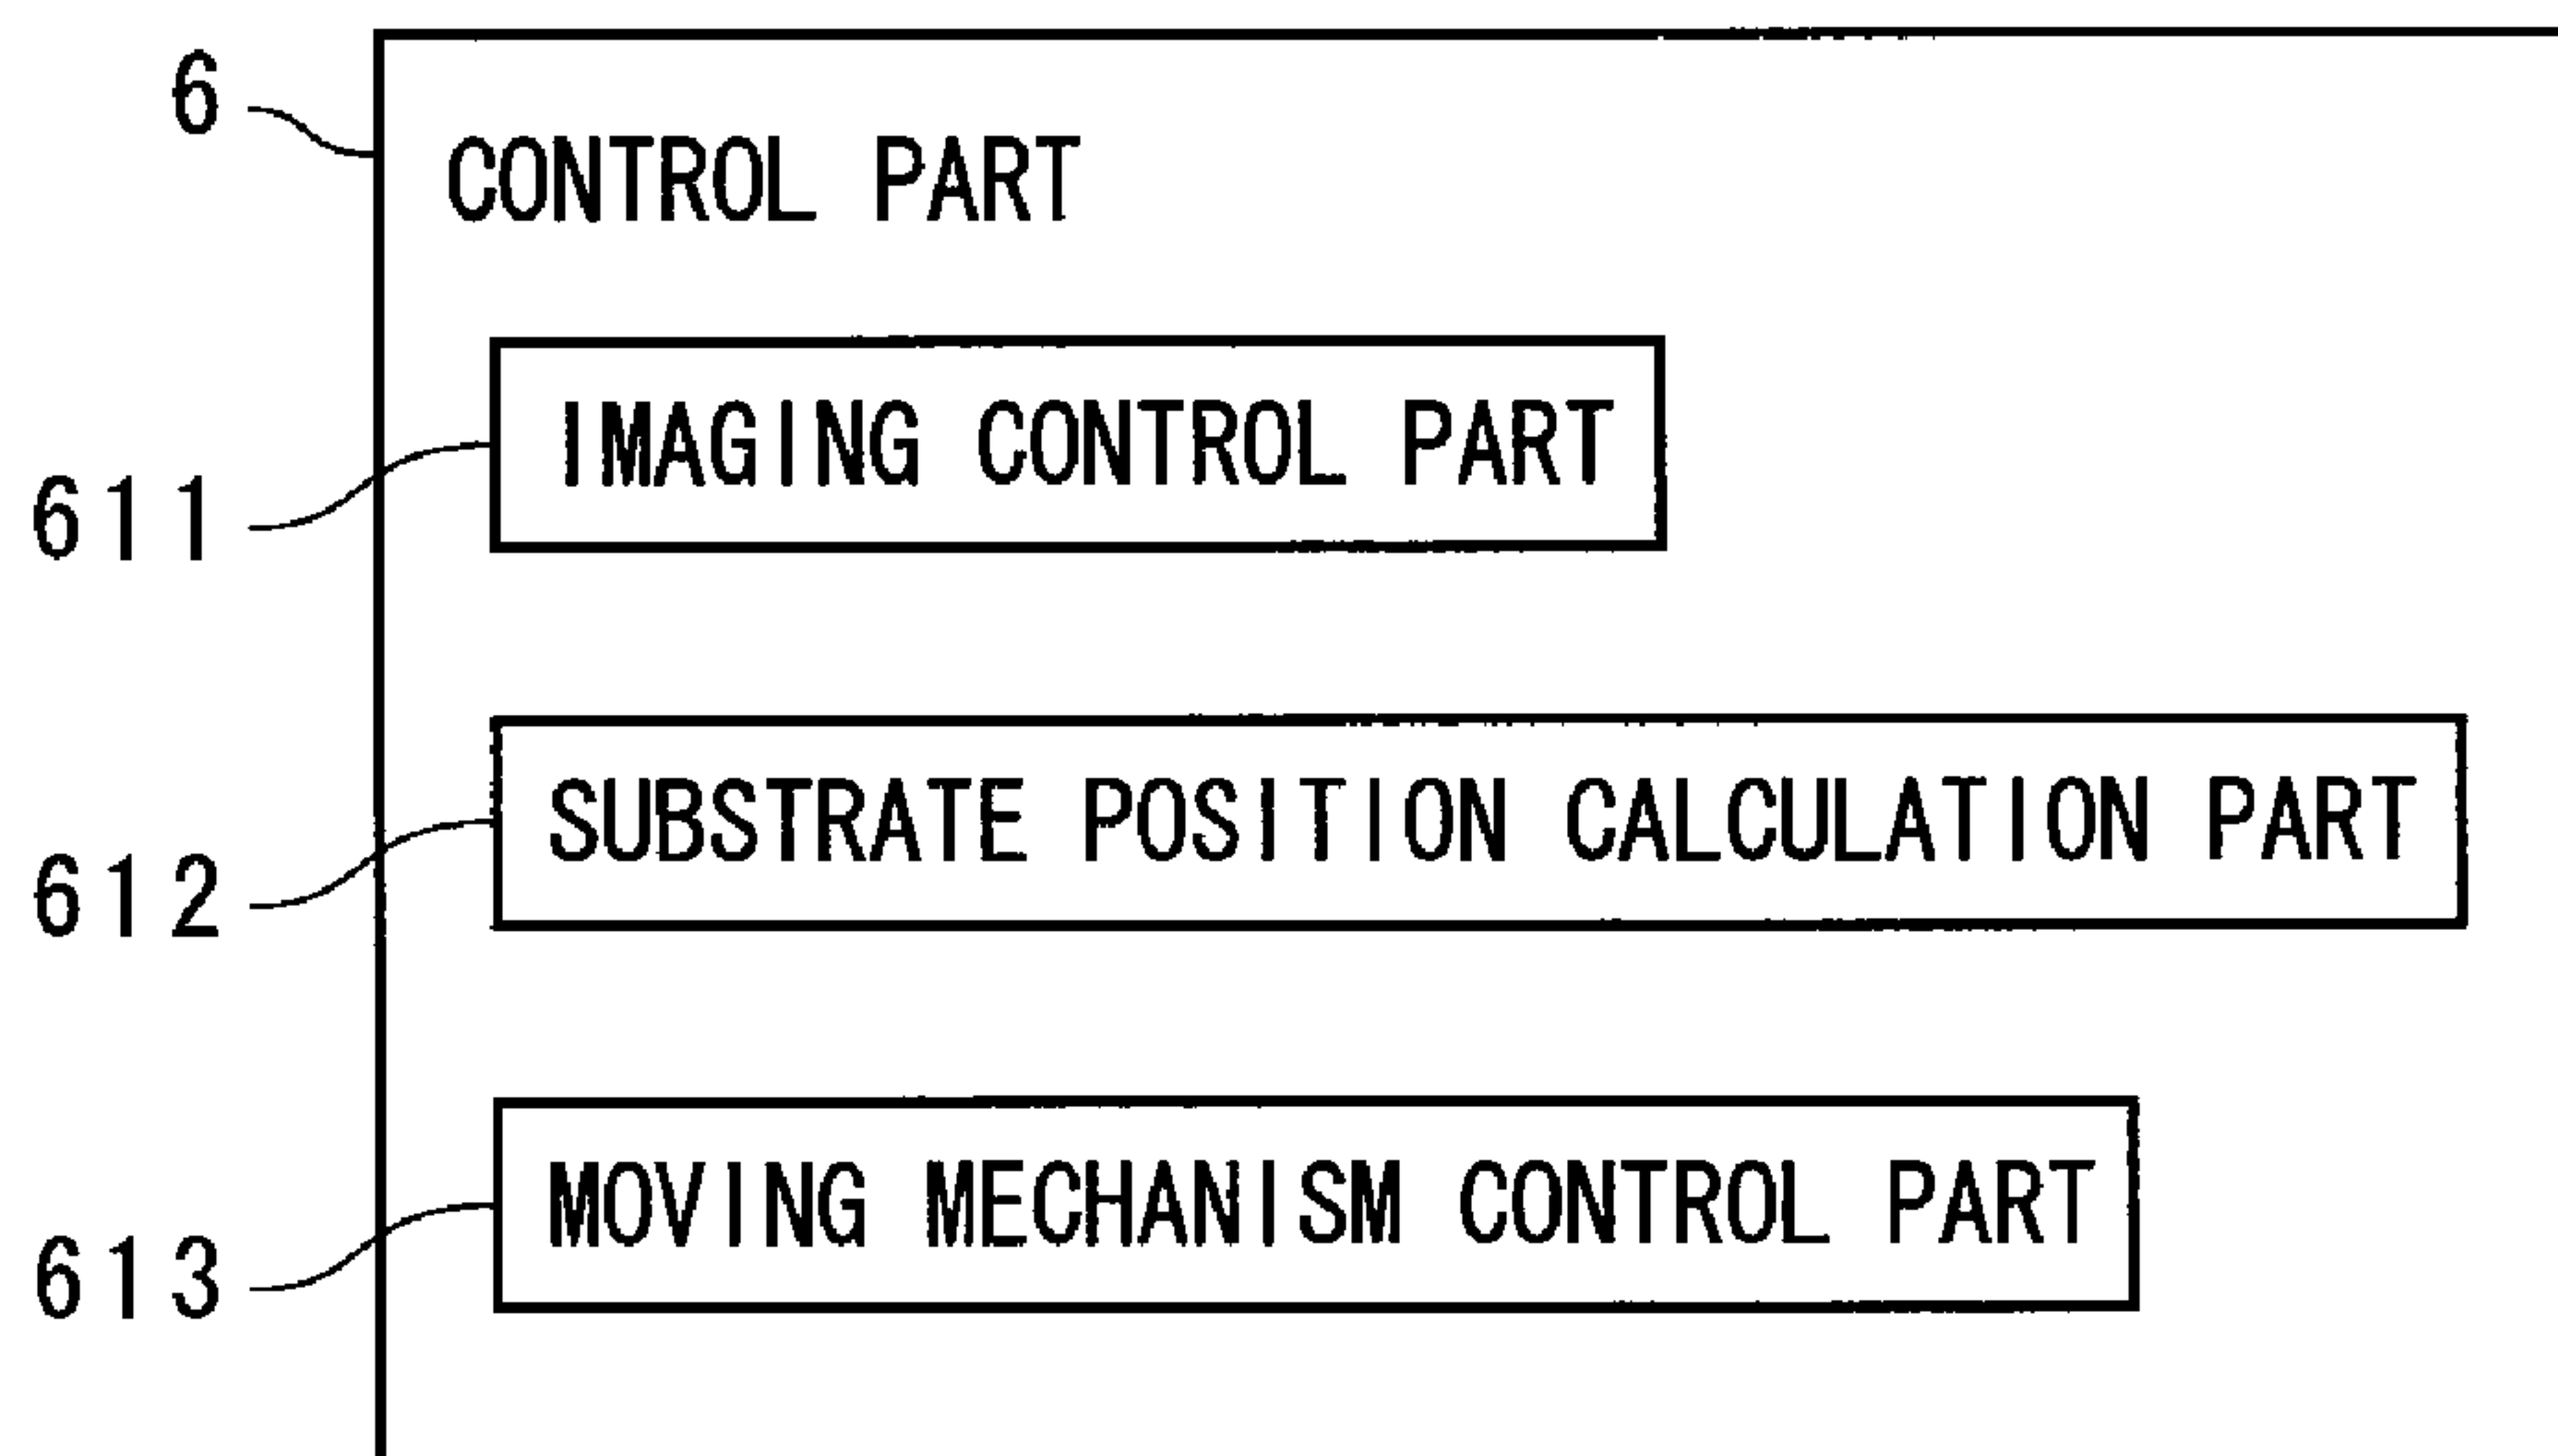 6
CONTROL PART
IMAGING CONTROL PART
611
SUBSTRATE POSITION CALCULATION PART
612
MOVING MECHANISM CONTROL PART
613